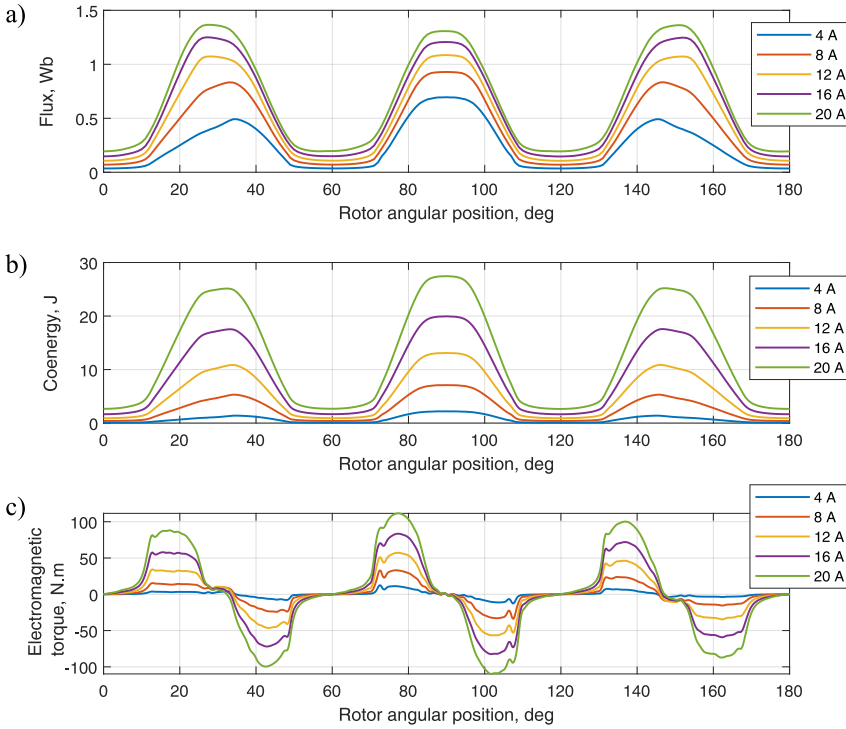 a)
1.5
1
0.5
0
Flux, Wb
0 20 40 60 80 100 120 140 160 180
Rotor angular position, deg
4 A
8 A
12 A
16 A
20 A
b)
30
20
10
0
Coenergy, J
0 20 40 60 80 100 120 140 160 180
Rotor angular position, deg
4 A
8 A
12 A
16 A
20 A
c)
100
50
0
-50
-100
Electromagnetic
torque, N.m
0 20 40 60 80 100 120 140 160 180
Rotor angular position, deg
4 A
8 A
12 A
16 A
20 A